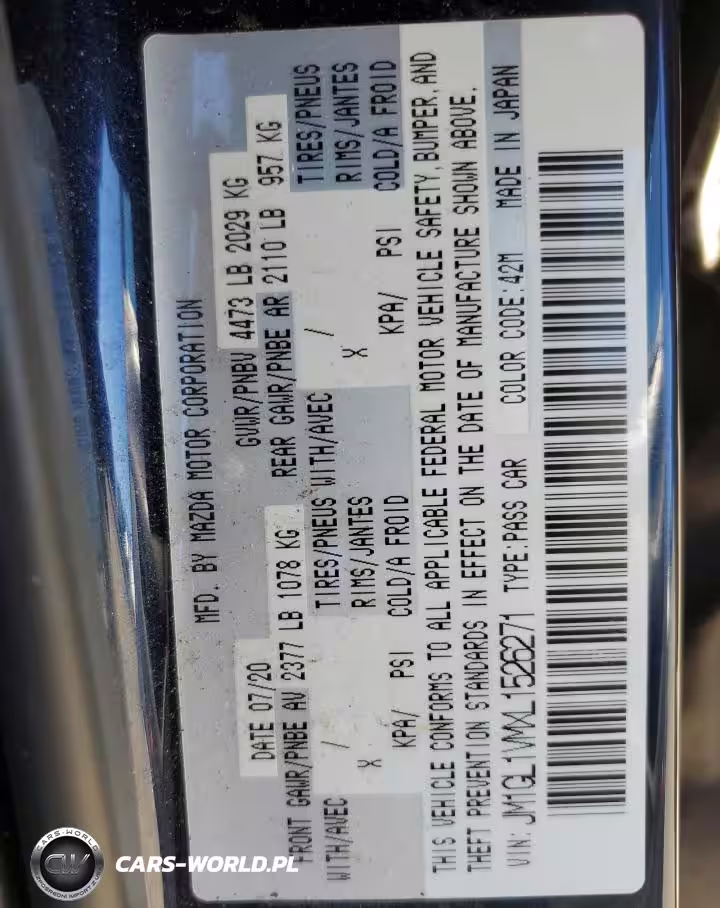 MFD. BY MAZDA MOTOR CORPORATION
DATE 07/20 GVWR/PNBV 4473 LB 2029 KG
FRONT GAWR/PNBE AV 2377 LB 1078 KG REAR GAWR/PNBE AR 2110 LB 957 KG
WITH/AVEC / TIRES/PNEUS WITH/AVEC / TIRES/PNEUS
X RIMS/JANTES X RIMS/JANTES
KPA/ PSI COLD/A FROID KPA/ PSI COLD/A FROID
THIS VEHICLE CONFORMS TO ALL APPLICABLE FEDERAL MOTOR VEHICLE SAFETY, BUMPER, AND
THEFT PREVENTION STANDARDS IN EFFECT ON THE DATE OF MANUFACTURE SHOWN ABOVE.
VIN: JM1GL1VMXL1526271 TYPE:PASS CAR COLOR CODE:42M MADE IN JAPAN
CARS-WORLD
CW
CARS-WORLD.PL